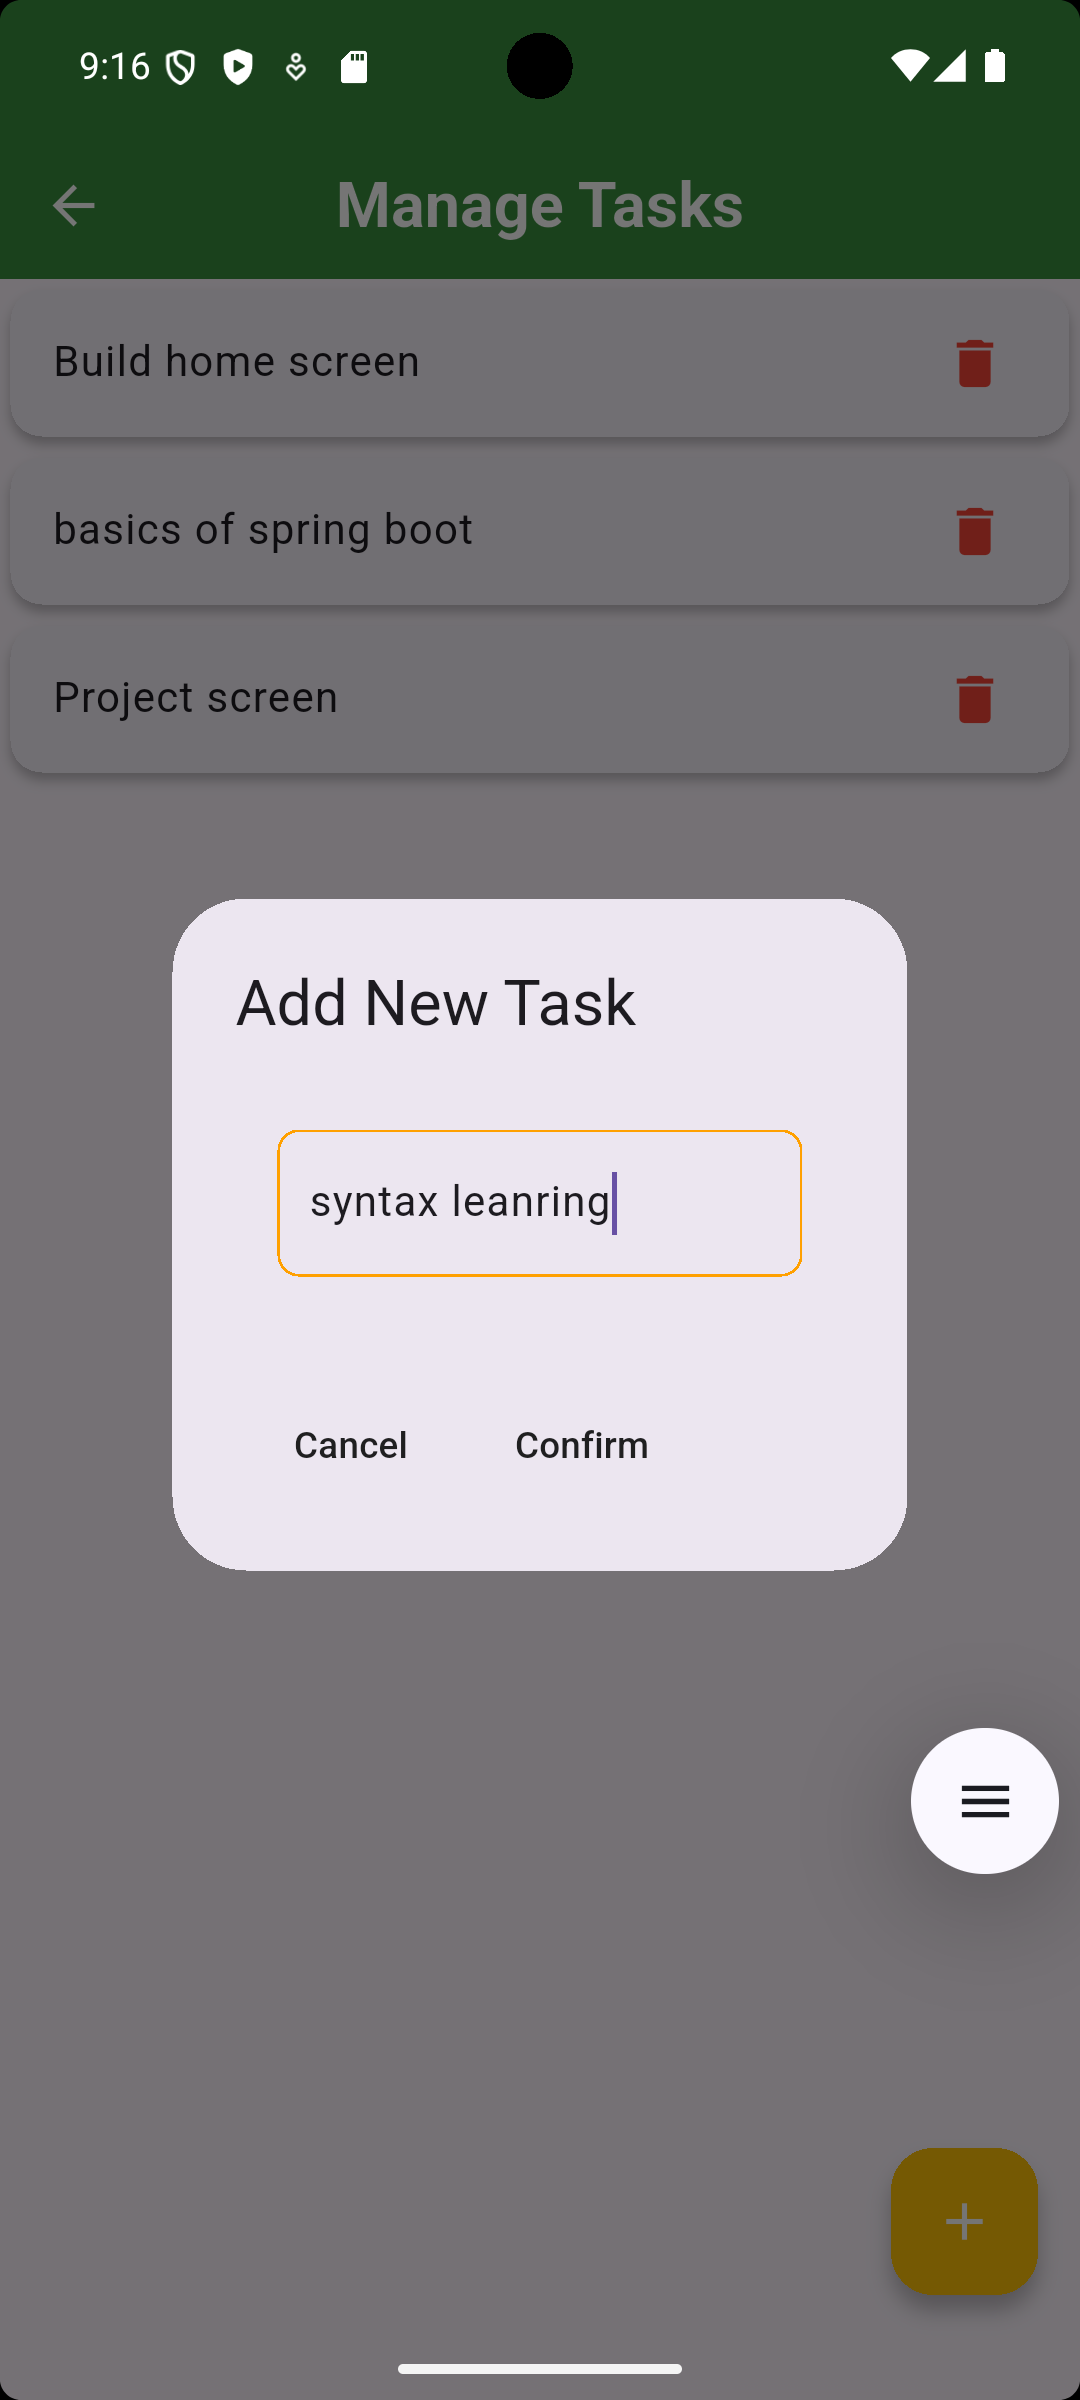 9:16
Manage Tasks
Build home screen
basics of spring boot
Project screen
Add New Task
syntax leanring
Cancel Confirm